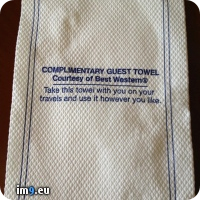 COMPLIMENTARY GUEST TOWEL
Courtesy of Best Western®
Take this towel with you on your
travels and use it however you like.
im9.eu